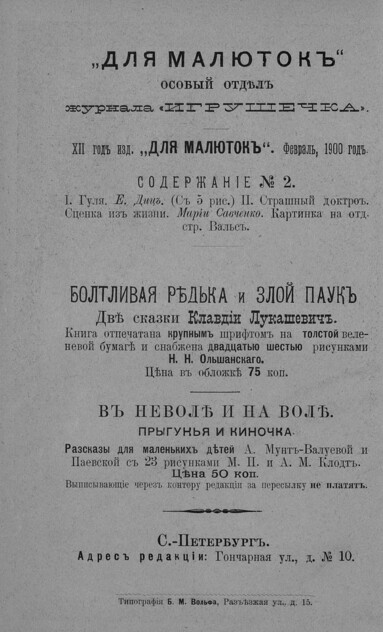 „ДЛЯ МАЛЮТОКЪ“
ОСОБЫЙ ОТДѢЛЪ
журнала «ИГРУШЕЧКА».
XII годъ изд. „ДЛЯ МАЛЮТОКЪ“. Февраль, 1900 годъ.
СОДЕРЖАНІЕ № 2.
I. Гуля. Е. Диц. (Съ 5 рис.) II. Страшный докторъ.
Сценка изъ жизни. Маріи Савченко. Картинка на отд.
стр. Вальсъ.
БОЛТЛИВАЯ РѢДЬКА и ЗЛОЙ ПАУКЪ
Двѣ сказки Клавдіи Лукашевичъ.
Книга отпечатана крупнымъ шрифтомъ на толстой веле-
невой бумагѣ и снабжена двадцатью шестью рисунками
Н. Н. Ольшанскаго.
Цѣна въ обложкѣ 75 коп.
ВЪ НЕВОЛѢ И НА ВОЛѢ.
ПРЫГУНЬЯ И КИНОЧКА.
Разсказы для маленькихъ дѣтей А. Мунтъ-Валуевой и
Паевской съ 23 рисунками М. П. и А. М. Клодтъ.
Цѣна 50 коп.
Выписывающіе черезъ контору редакціи за пересылку не платятъ.
С.-Петербургъ.
Адресъ редакціи: Гончарная ул., д. № 10.
Типографія Б. М. Вольфа, Разъѣзжая ул., д. 15.